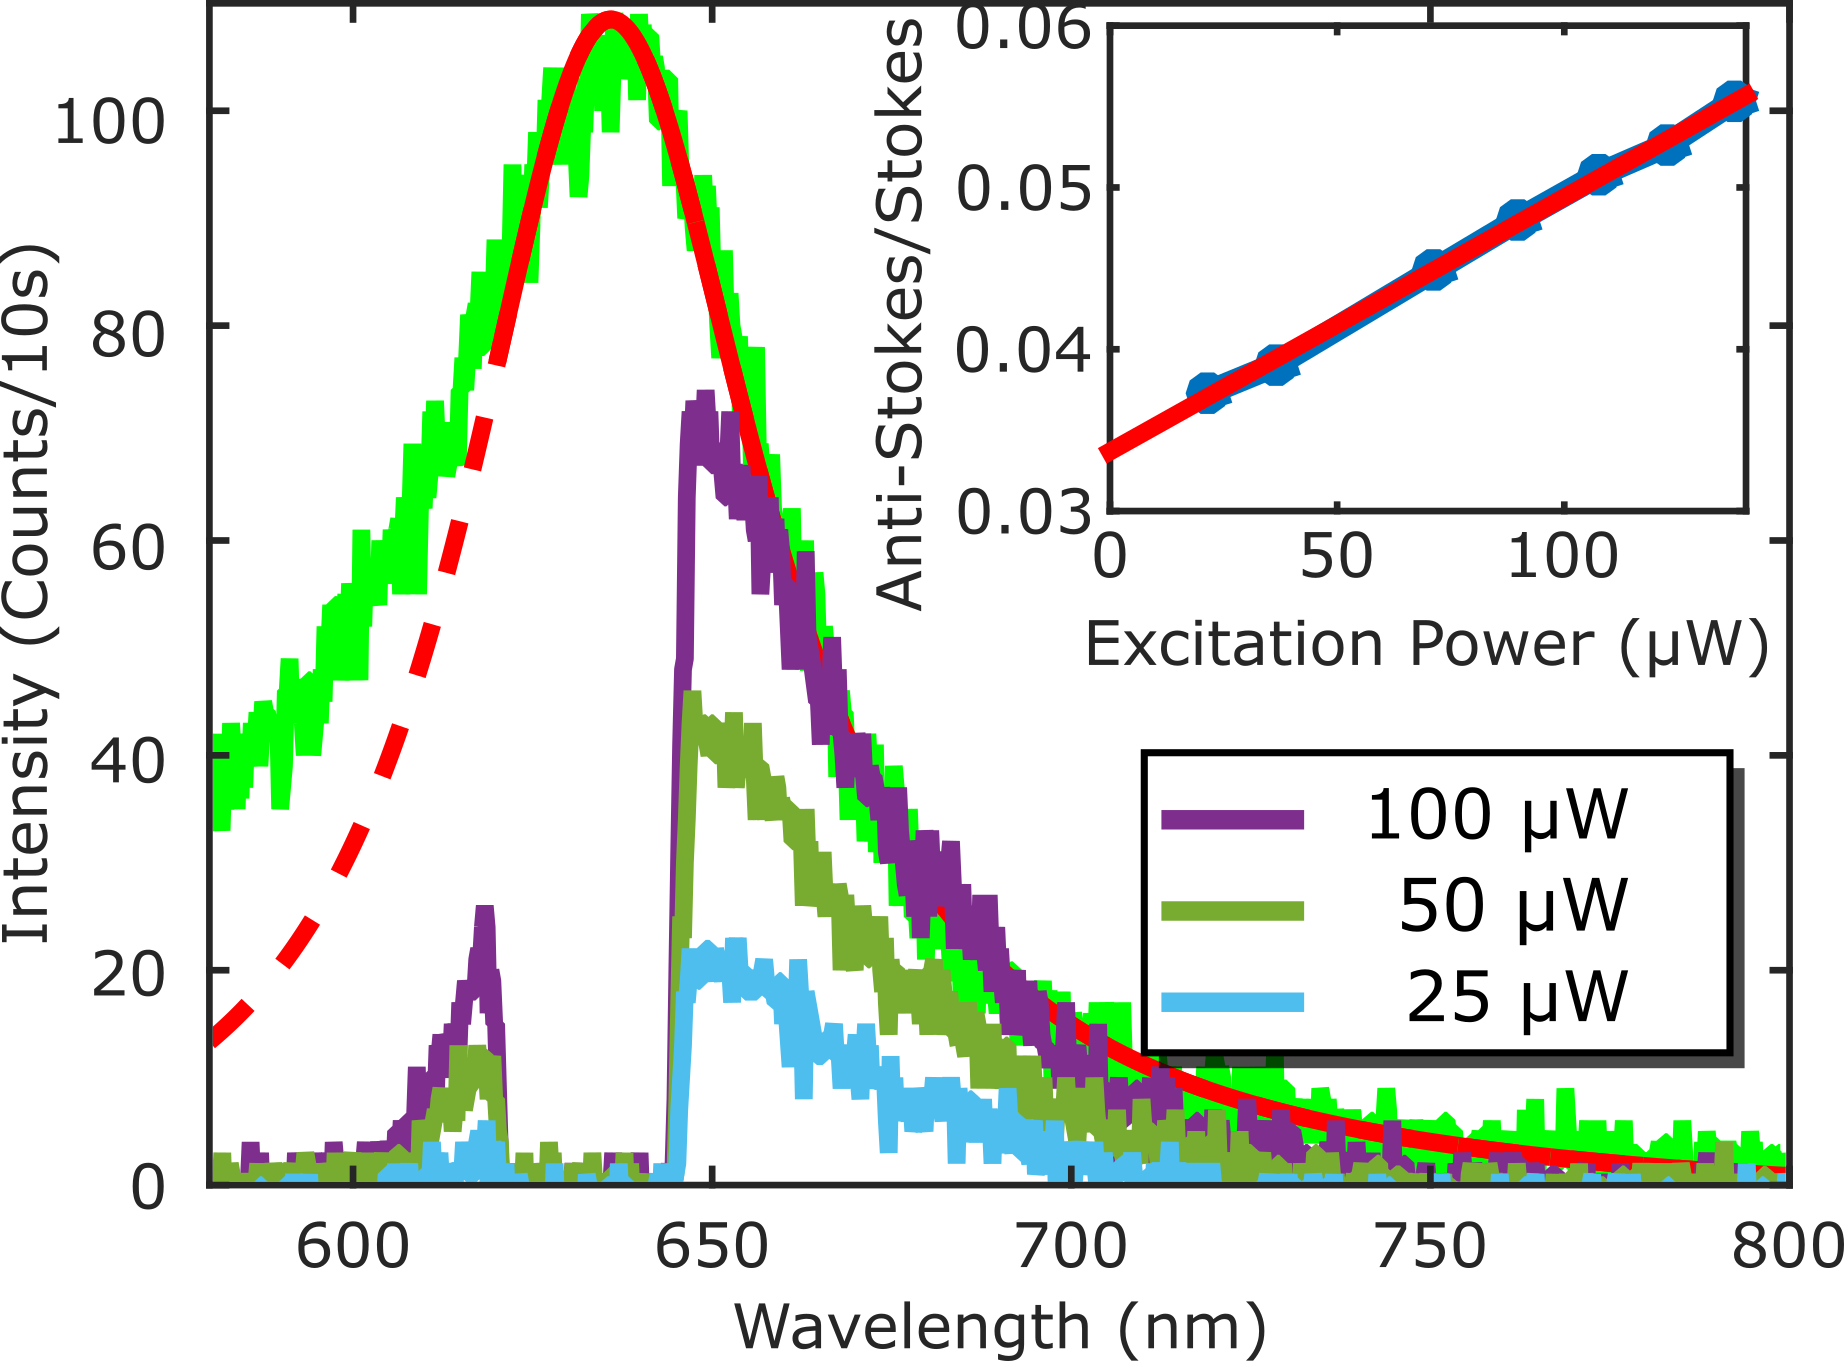 Intensity (Counts/10s)
100
80
60
40
20
0
600
650
700
750
800
Wavelength (nm)
Anti-Stokes/Stokes
0.06
0.05
0.04
0.03
0
50
100
Excitation Power (µW)
100 µW
50 µW
25 µW